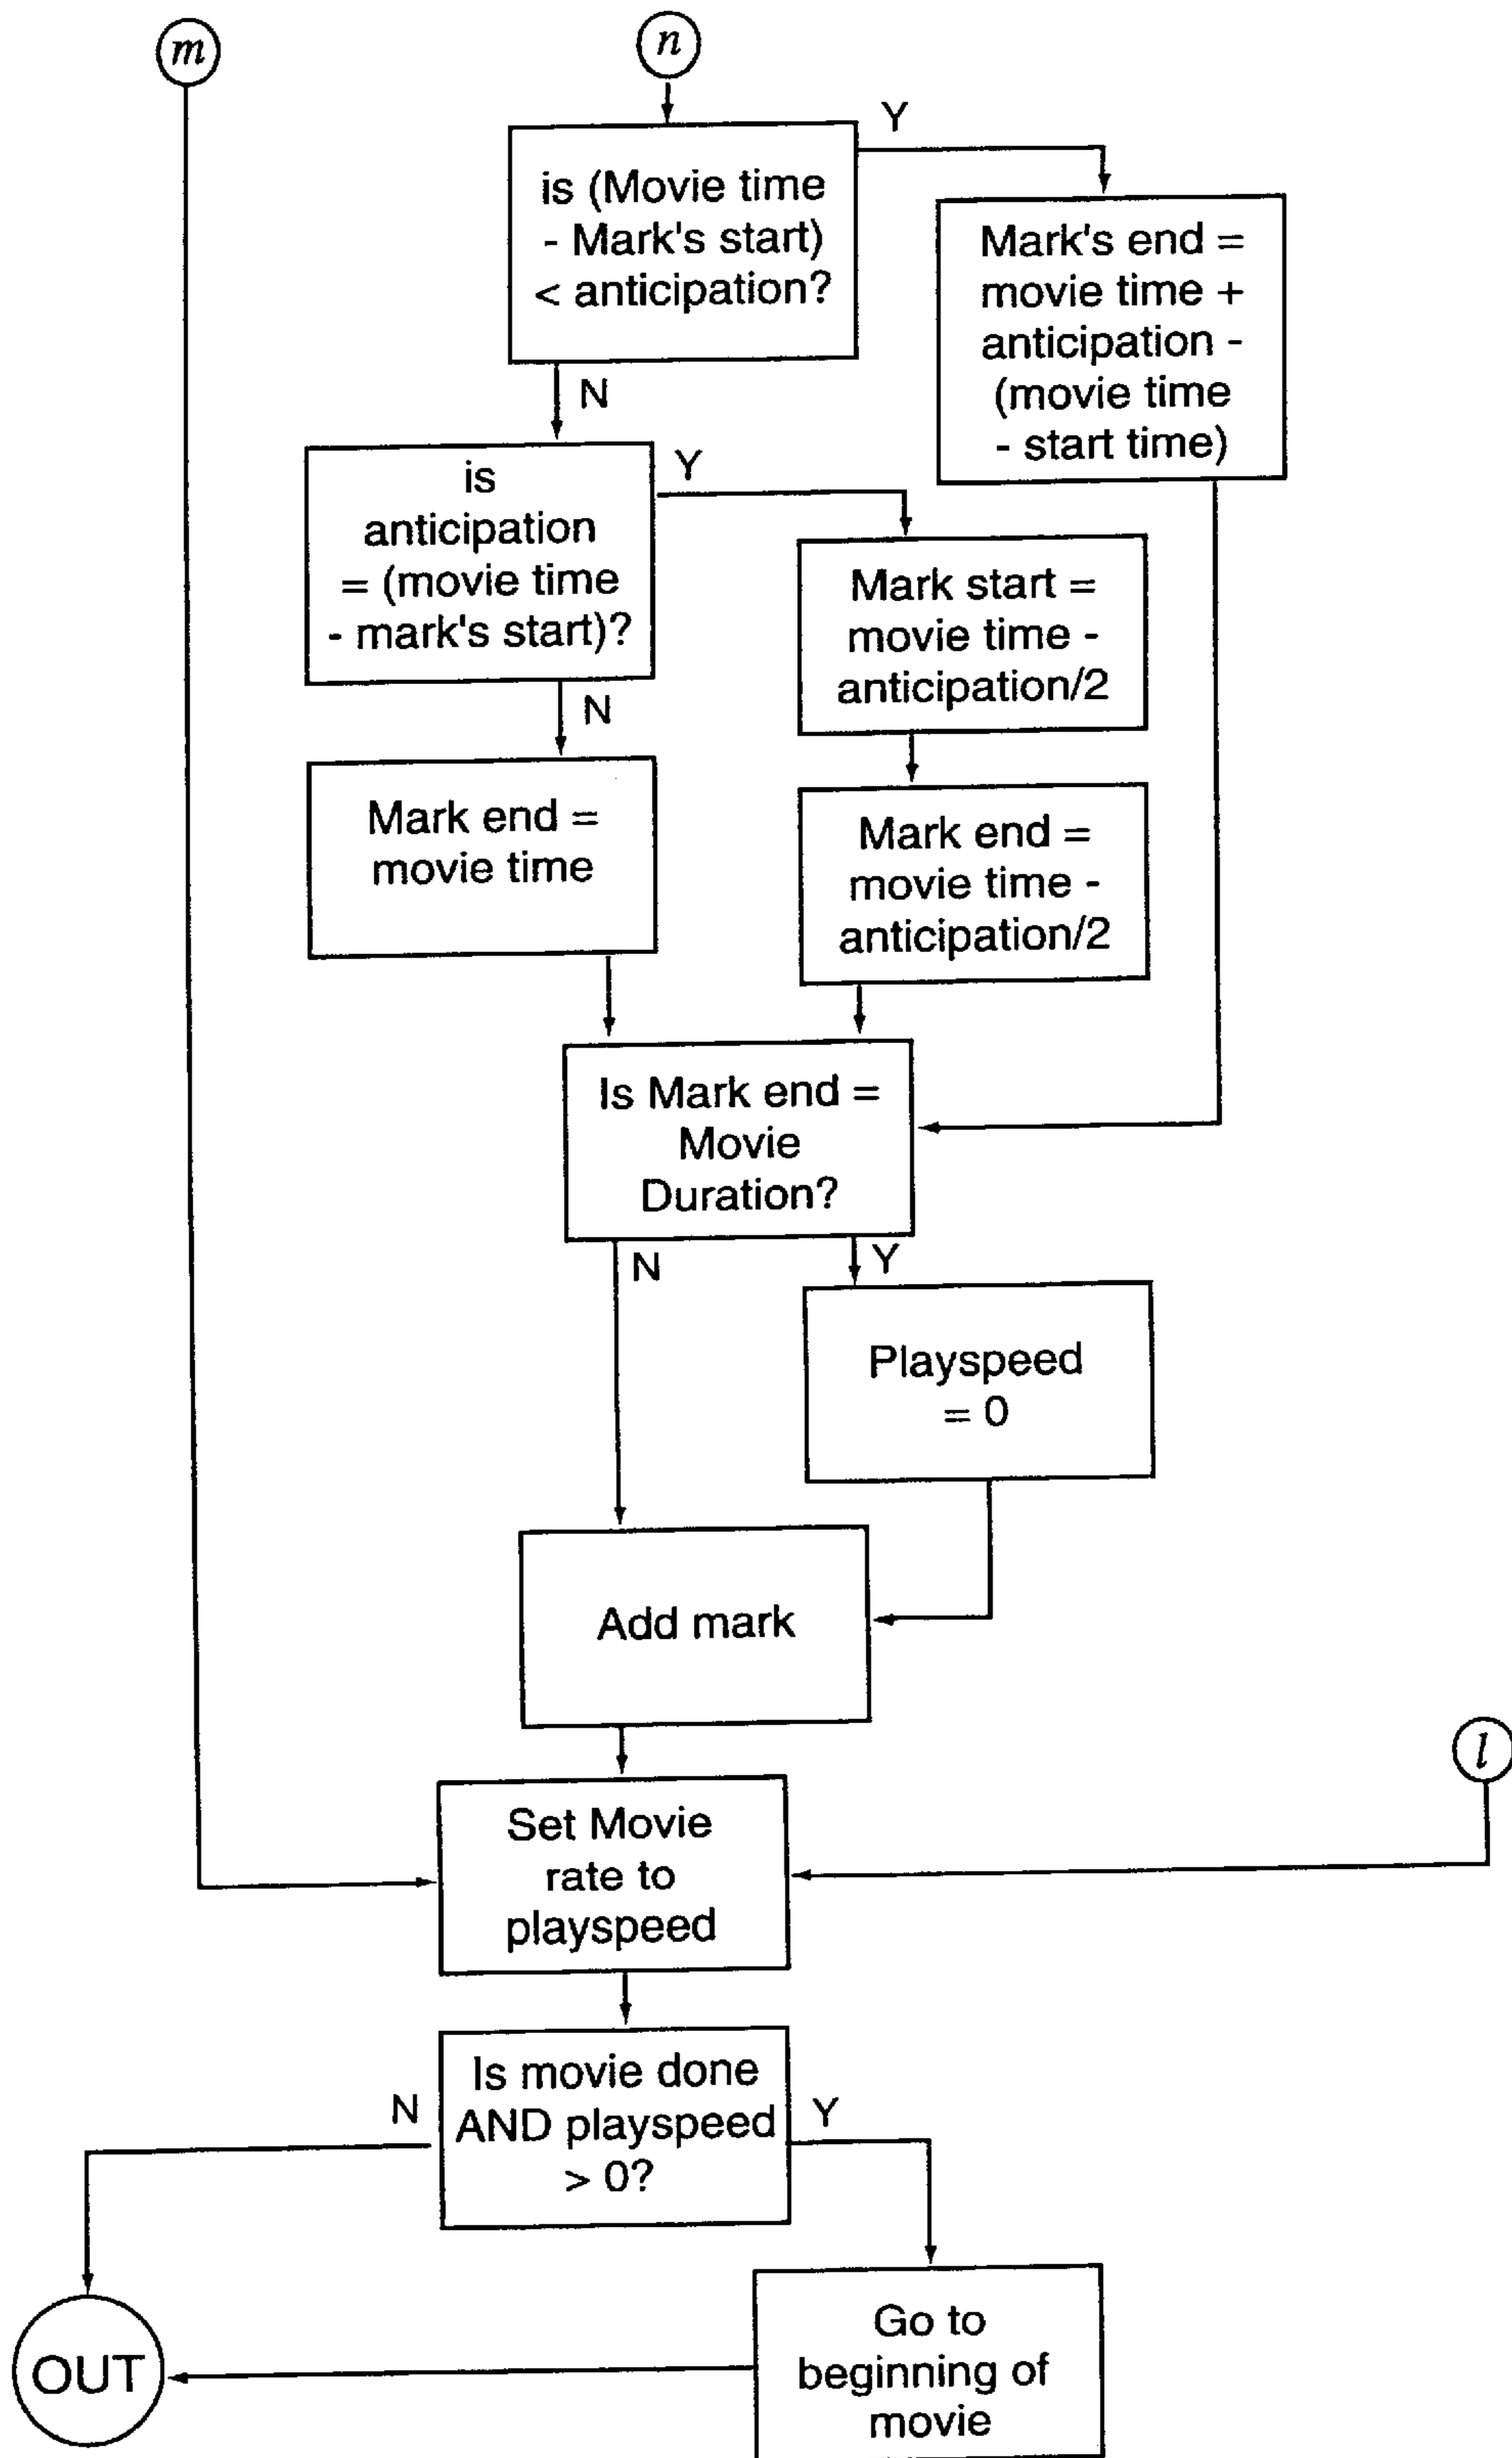 m
n
Y
is (Movie time
- Mark's start)
< anticipation?
Mark's end =
movie time +
anticipation -
(movie time
- start time)
N
is
anticipation
= (movie time
- mark's start)?
Y
Mark start =
movie time -
anticipation/2
N
Mark end =
movie time
Mark end =
movie time -
anticipation/2
Is Mark end =
Movie
Duration?
N
Y
Playspeed
= 0
Add mark
l
Set Movie
rate to
playspeed
Is movie done
AND playspeed
> 0?
N
Y
OUT
Go to
beginning of
movie